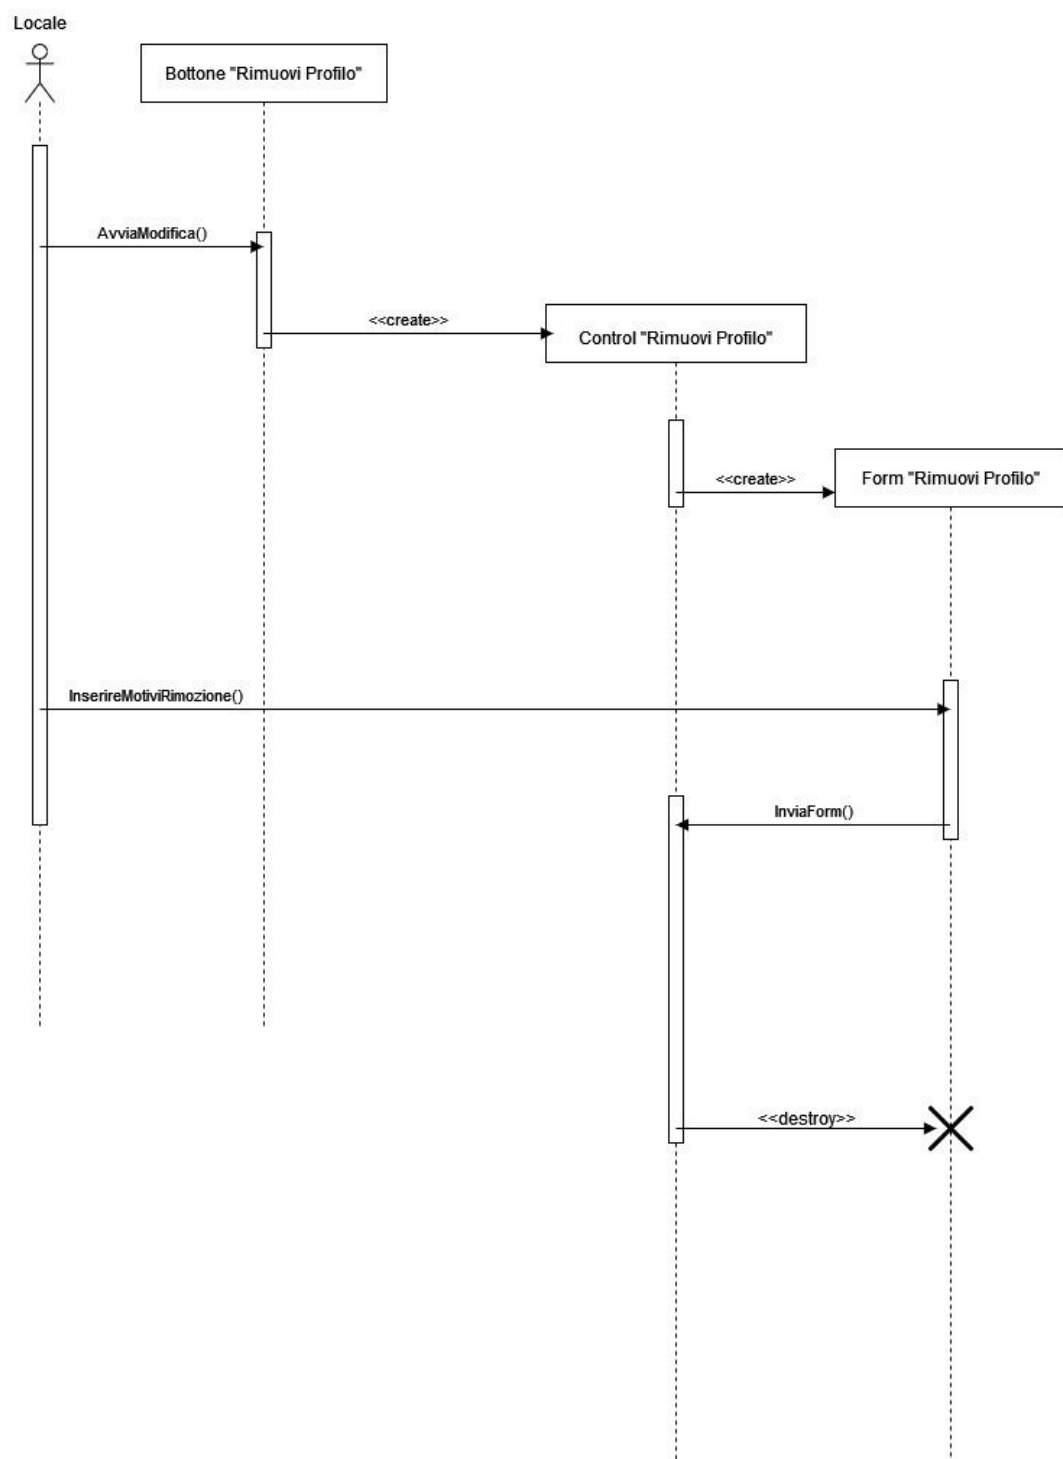 Locale
Bottone "Rimuovi Profilo"
AvviaModifica()
<<create>>
Control "Rimuovi Profilo"
<<create>>
Form "Rimuovi Profilo"
InserireMotiviRimozione()
InviaForm()
<<destroy>>